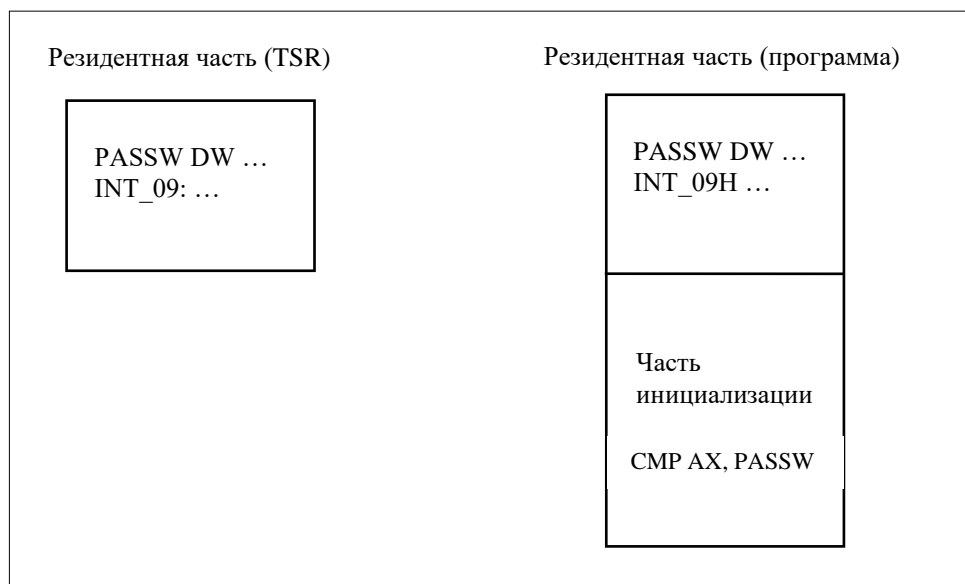 Резидентная часть (TSR)
Резидентная часть (программа)
PASSW DW …
INT_09: …
PASSW DW …
INT_09H …
Часть
инициализации
CMP AX, PASSW